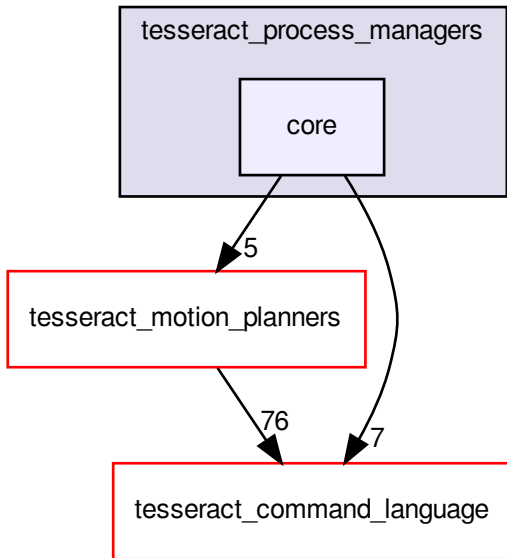 tesseract_process_managers
core
5
tesseract_motion_planners
76
7
tesseract_command_language